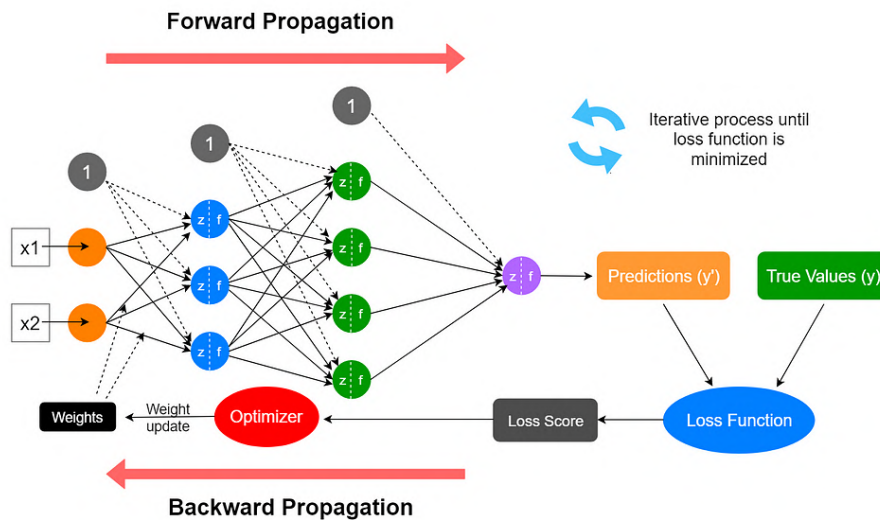 Forward Propagation
1
1
1
Iterative process until
loss function is
minimized
x1
x2
z f
z f
z f
z f
z f
z f
z f
z f
Predictions (y')
True Values (y)
Weights
Weight
update
Optimizer
Loss Score
Loss Function
Backward Propagation